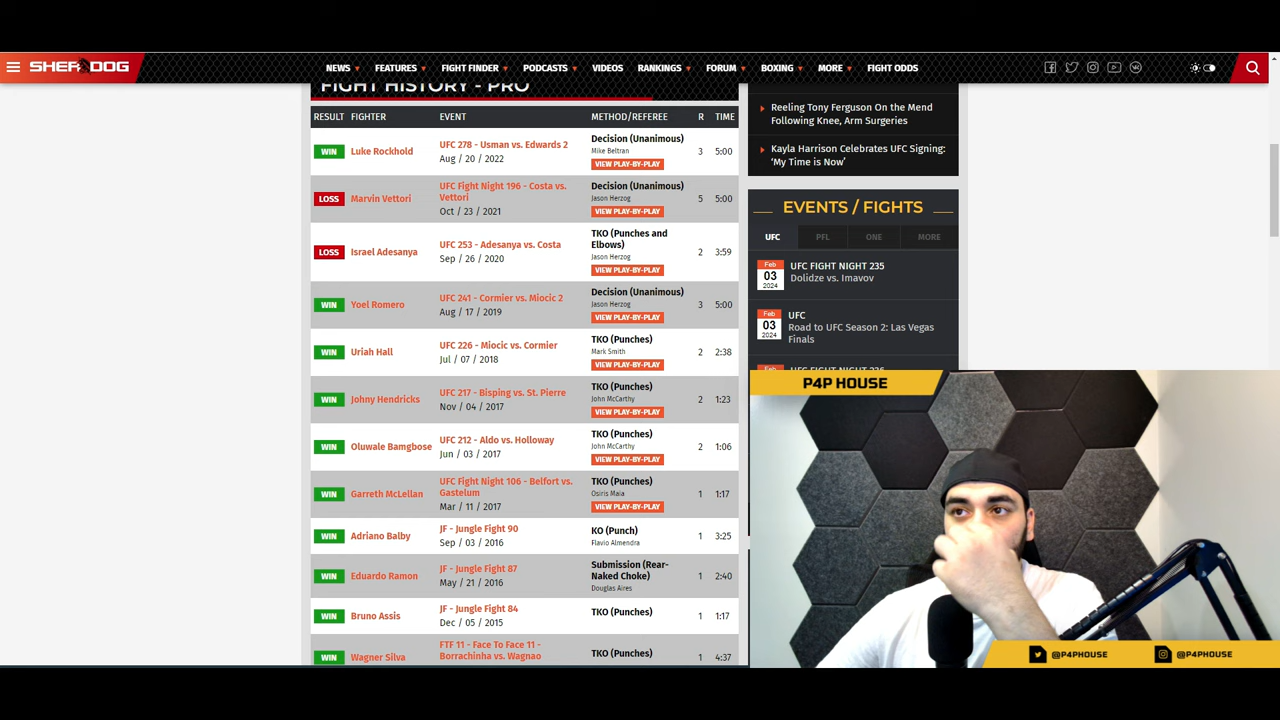 SHERDOG
NEWS FEATURES FIGHT FINDER PODCASTS VIDEOS RANKINGS FORUM BOXING MORE FIGHT ODDS
FIGHT HISTORY - PRO
RESULT FIGHTER EVENT METHOD/REFEREE R TIME
WIN Luke Rockhold UFC 278 - Usman vs. Edwards 2 Decision (Unanimous) 3 5:00
Aug / 20 / 2022 Mike Beltran
VIEW PLAY-BY-PLAY
LOSS Marvin Vettori UFC Fight Night 196 - Costa vs. Decision (Unanimous) 5 5:00
Vettori Jason Herzog
Oct / 23 / 2021 VIEW PLAY-BY-PLAY
LOSS Israel Adesanya UFC 253 - Adesanya vs. Costa TKO (Punches and 2 3:59
Sep / 26 / 2020 Elbows)
Jason Herzog
VIEW PLAY-BY-PLAY
WIN Yoel Romero UFC 241 - Cormier vs. Miocic 2 Decision (Unanimous) 3 5:00
Aug / 17 / 2019 Jason Herzog
VIEW PLAY-BY-PLAY
WIN Uriah Hall UFC 226 - Miocic vs. Cormier TKO (Punches) 2 2:38
Jul / 07 / 2018 Mark Smith
VIEW PLAY-BY-PLAY
WIN Johny Hendricks UFC 217 - Bisping vs. St. Pierre TKO (Punches) 2 1:23
Nov / 04 / 2017 John McCarthy
VIEW PLAY-BY-PLAY
WIN Oluwale Bamgbose UFC 212 - Aldo vs. Holloway TKO (Punches) 2 1:06
Jun / 03 / 2017 John McCarthy
VIEW PLAY-BY-PLAY
WIN Garreth McLellan UFC Fight Night 106 - Belfort vs. TKO (Punches) 1 1:17
Gastelum Osiris Maia
Mar / 11 / 2017 VIEW PLAY-BY-PLAY
WIN Adriano Balby JF - Jungle Fight 90 KO (Punch) 1 3:25
Sep / 03 / 2016 Flavio Almendra
WIN Eduardo Ramon JF - Jungle Fight 87 Submission (Rear- 1 2:40
May / 21 / 2016 Naked Choke)
Douglas Aires
WIN Bruno Assis JF - Jungle Fight 84 TKO (Punches) 1 1:17
Dec / 05 / 2015
WIN Wagner Silva FTF 11 - Face To Face 11 - TKO (Punches) 1 4:37
Borrachinha vs. Wagnao
Reeling Tony Ferguson On the Mend
Following Knee, Arm Surgeries
Kayla Harrison Celebrates UFC Signing:
‘My Time is Now’
EVENTS / FIGHTS
UFC PFL ONE MORE
Feb 03 2024 UFC FIGHT NIGHT 235
Dolidze vs. Imavov
Feb 03 2024 UFC
Road to UFC Season 2: Las Vegas
Finals
Feb UFC FIGHT NIGHT 236
P4P HOUSE
@P4PHOUSE @P4PHOUSE